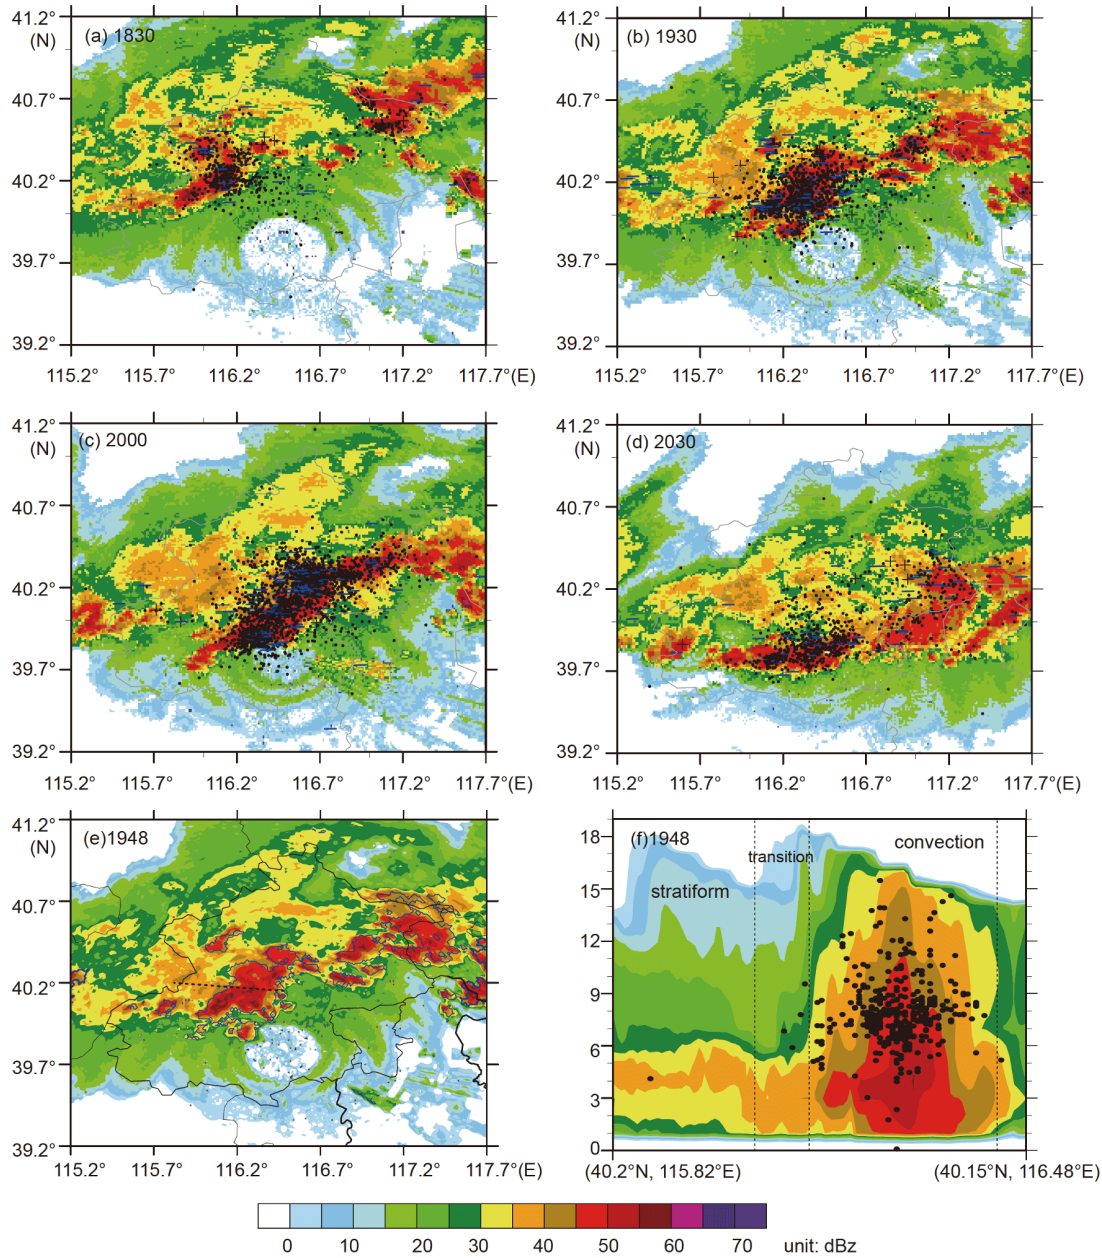 41.2°
(N)
(a) 1830
40.7°
40.2°
39.7°
39.2°
115.2° 115.7° 116.2° 116.7° 117.2° 117.7°(E)
41.2°
(N)
(b) 1930
40.7°
40.2°
39.7°
39.2°
115.2° 115.7° 116.2° 116.7° 117.2° 117.7°(E)
41.2°
(N)
(c) 2000
40.7°
40.2°
39.7°
39.2°
115.2° 115.7° 116.2° 116.7° 117.2° 117.7°(E)
41.2°
(N)
(d) 2030
40.7°
40.2°
39.7°
39.2°
115.2° 115.7° 116.2° 116.7° 117.2° 117.7°(E)
41.2°
(N)
(e)1948
40.7°
40.2°
39.7°
39.2°
115.2° 115.7° 116.2° 116.7° 117.2° 117.7°(E)
18
(f)1948
convection
transition
stratiform
15
12
9
6
3
0
(40.2°N, 115.82°E) (40.15°N, 116.48°E)
0 10 20 30 40 50 60 70 unit: dBz